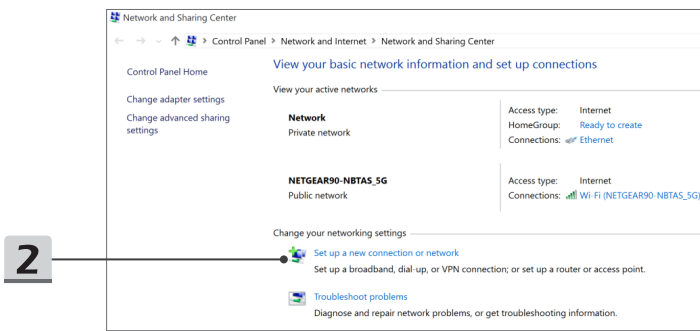 Network and Sharing Center
Control Panel > Network and Internet > Network and Sharing Center
Control Panel Home
Change adapter settings
Change advanced sharing
settings
View your basic network information and set up connections
View your active networks
Network
Private network
Access type: Internet
HomeGroup: Ready to create
Connections: Ethernet
NETGEAR90-NBTAS_5G
Public network
Access type: Internet
Connections: Wi-Fi (NETGEAR90-NBTAS_5G)
Change your networking settings
2
Set up a new connection or network
Set up a broadband, dial-up, or VPN connection; or set up a router or access point.
Troubleshoot problems
Diagnose and repair network problems, or get troubleshooting information.